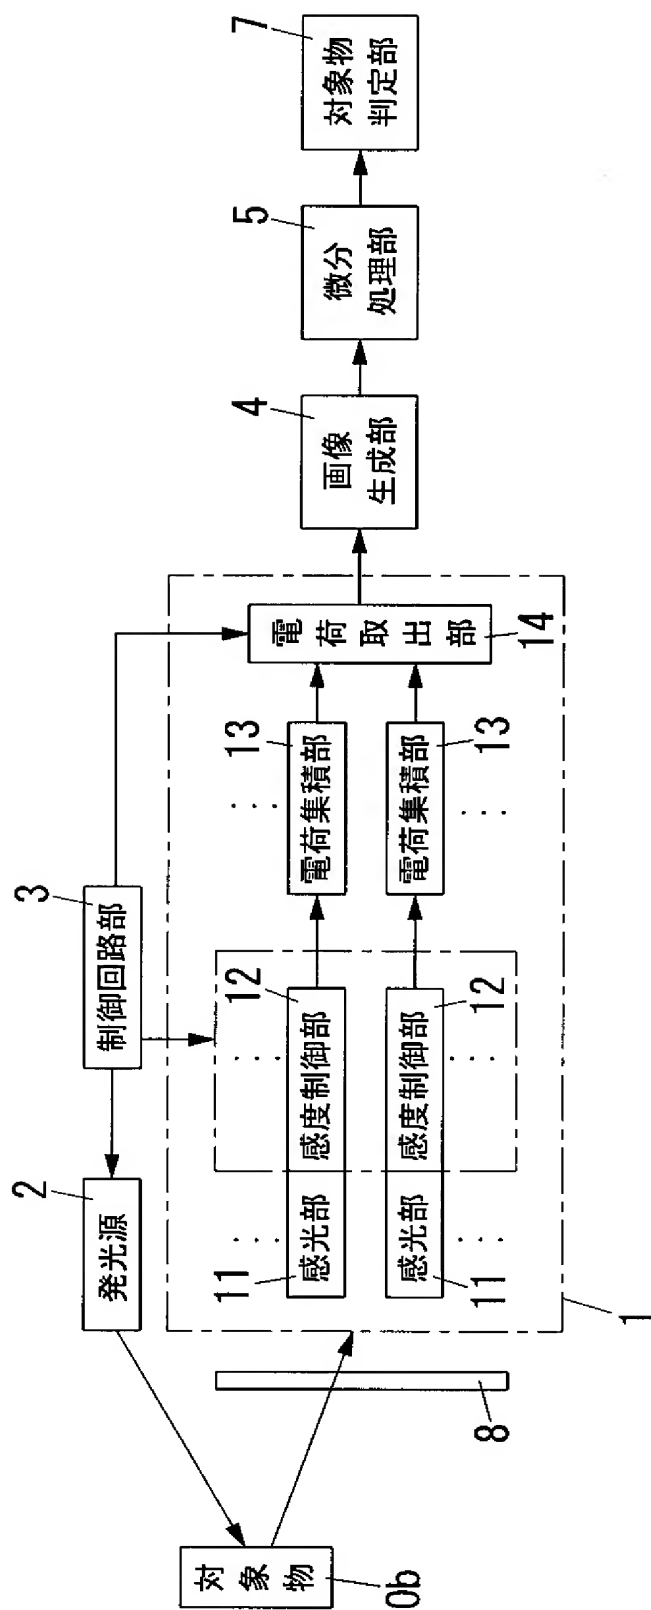 2
発光源
3
制御回路部
対象物
Ob
8
1
11
感光部
12
感度制御部
13
電荷集積部
11
感光部
12
感度制御部
13
電荷集積部
電荷取出部
14
4
画像
生成部
5
微分
処理部
7
対象物
判定部